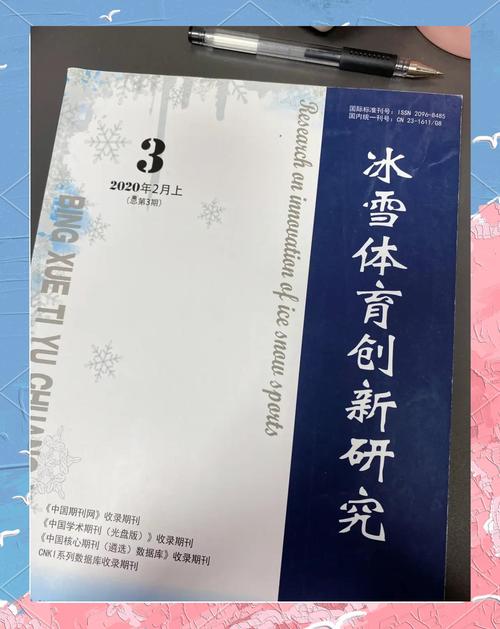 国际标准刊号: ISSN 2096-8485
国内统一刊号: CN 23-1611/G8
冰雪体育创新研究
Research on innovation of ice snow sports
3
2020年2月上
(总第3期)
BING XUE TI YU CHUANG
《中国期刊网》收录期刊
《中国学术期刊(光盘版)》收录期刊
《中国核心期刊(遴选)数据库》收录期刊
CNKI系列数据库收录期刊